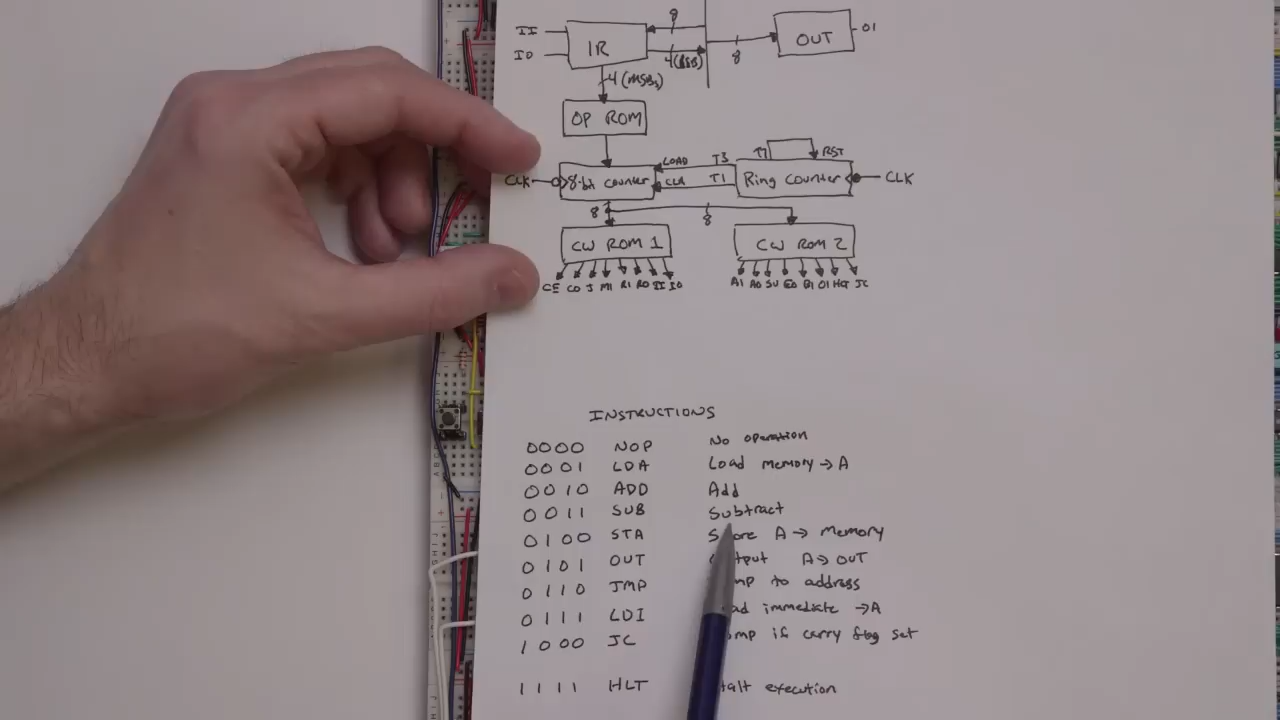 8
II
IR
OUT
OI
IO
8
4 (MSBs)
OP ROM
CLK
8-bit counter
LOAD
T3
CLR
T1
T7
RST
Ring Counter
CLK
8
8
CW ROM 1
CW ROM 2
CE CO J MI RI RO II IO
AI AO SU EO BI OI HLT JC
INSTRUCTIONS
0000 NOP No operation
0001 LDA Load memory → A
0010 ADD Add
0011 SUB Subtract
0100 STA A → Memory
0101 OUT A → OUT
0110 JMP to address
0111 LDI immediate → A
1000 JC if carry flag set
1111 HLT execution